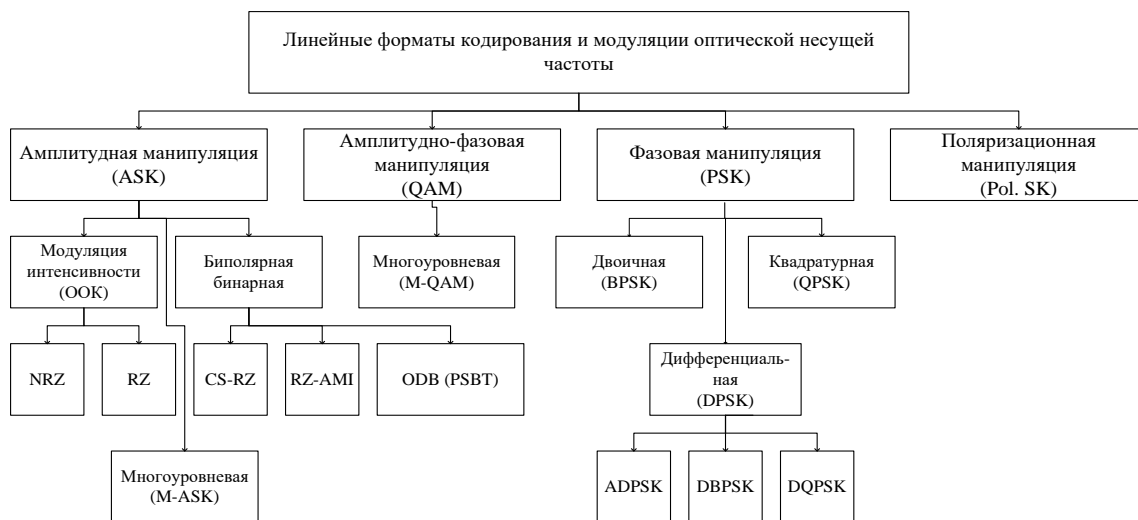 Линейные форматы кодирования и модуляции оптической несущей
частоты
Амплитудная манипуляция
(ASK)
Амплитудно-фазовая
манипуляция
(QAM)
Фазовая манипуляция
(PSK)
Поляризационная
манипуляция
(Pol. SK)
Модуляция
интенсивности
(ООК)
Биполярная
бинарная
Многоуровневая
(M-QAM)
Двоичная
(BPSK)
Квадратурная
(QPSK)
NRZ
RZ
CS-RZ
RZ-AMI
ODB (PSBT)
Дифференциаль-
ная
(DPSK)
Многоуровневая
(M-ASK)
ADPSK
DBPSK
DQPSK